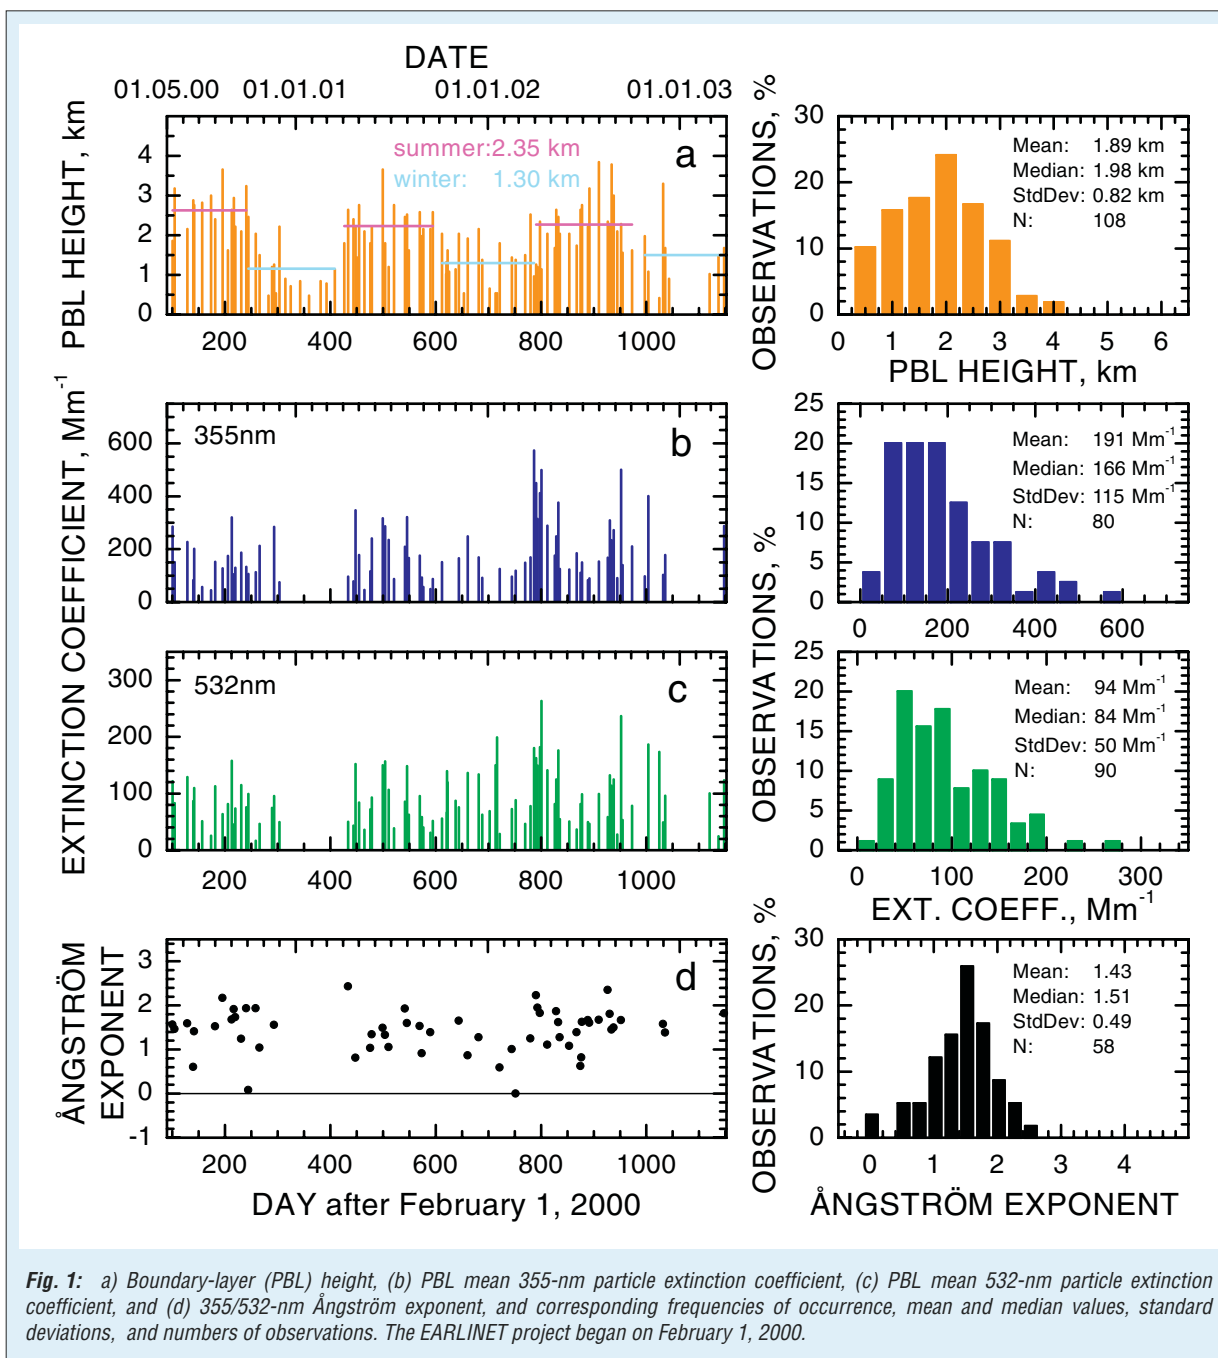 DATE
01.05.00 01.01.01 01.01.02 01.01.03
PBL HEIGHT, km
4
3
2
1
0
summer:2.35 km
winter: 1.30 km
a
200 400 600 800 1000
OBSERVATIONS, %
30
20
10
0
Mean: 1.89 km
Median: 1.98 km
StdDev: 0.82 km
N: 108
0 1 2 3 4 5 6
PBL HEIGHT, km
EXTINCTION COEFFICIENT, Mm-1
600
400
200
0
355nm
b
OBSERVATIONS, %
25
20
15
10
5
0
Mean: 191 Mm-1
Median: 166 Mm-1
StdDev: 115 Mm-1
N: 80
0 200 400 600
300
200
100
0
532nm
c
200 400 600 800 1000
25
20
15
10
5
0
Mean: 94 Mm-1
Median: 84 Mm-1
StdDev: 50 Mm-1
N: 90
0 100 200 300
EXT. COEFF., Mm-1
ÅNGSTRÖM
EXPONENT
3
2
1
0
-1
d
200 400 600 800 1000
DAY after February 1, 2000
OBSERVATIONS, %
30
20
10
0
Mean: 1.43
Median: 1.51
StdDev: 0.49
N: 58
0 1 2 3 4
ÅNGSTRÖM EXPONENT
Fig. 1: a) Boundary-layer (PBL) height, (b) PBL mean 355-nm particle extinction coefficient, (c) PBL mean 532-nm particle extinction
coefficient, and (d) 355/532-nm Ångström exponent, and corresponding frequencies of occurrence, mean and median values, standard
deviations, and numbers of observations. The EARLINET project began on February 1, 2000.